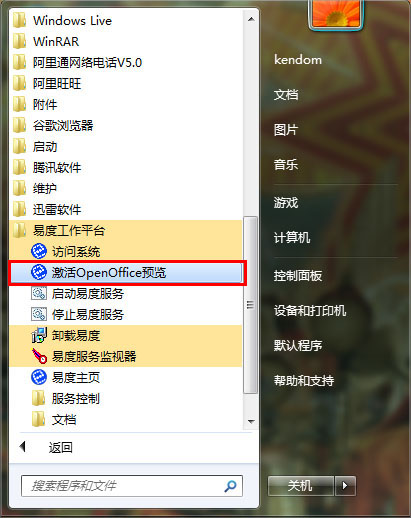 Windows Live
WinRAR
阿里通网络电话V5.0
阿里旺旺
附件
谷歌浏览器
启动
腾讯软件
维护
迅雷软件
易度工作平台
访问系统
激活OpenOffice预览
启动易度服务
停止易度服务
卸载易度
易度服务监视器
易度主页
服务控制
文档
返回
搜索程序和文件
kendom
文档
图片
音乐
游戏
计算机
控制面板
设备和打印机
默认程序
帮助和支持
关机